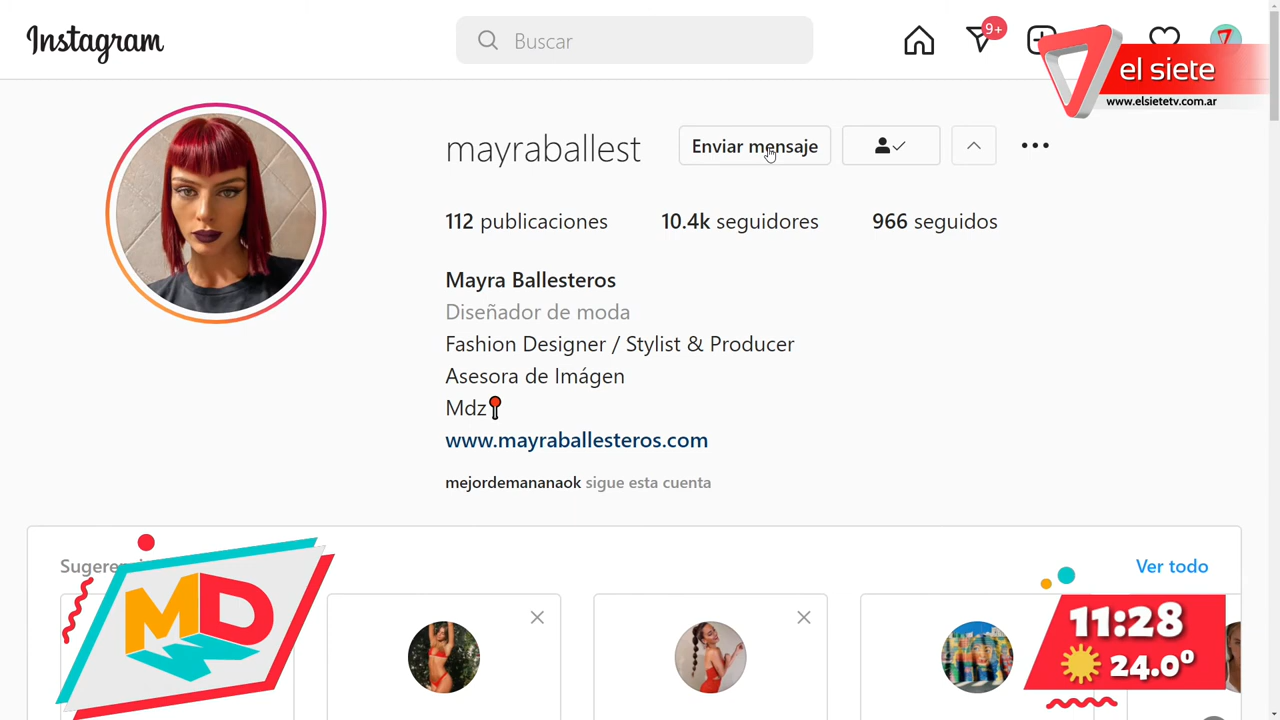 Instagram
Buscar
9+
el siete
www.elsietetv.com.ar
mayraballest
Enviar mensaje
112 publicaciones
10.4k seguidores
966 seguidos
Mayra Ballesteros
Diseñador de moda
Fashion Designer / Stylist & Producer
Asesora de Imágen
Mdz
www.mayraballesteros.com
mejordemananaok sigue esta cuenta
Ver todo
MD
11:28
24.0º